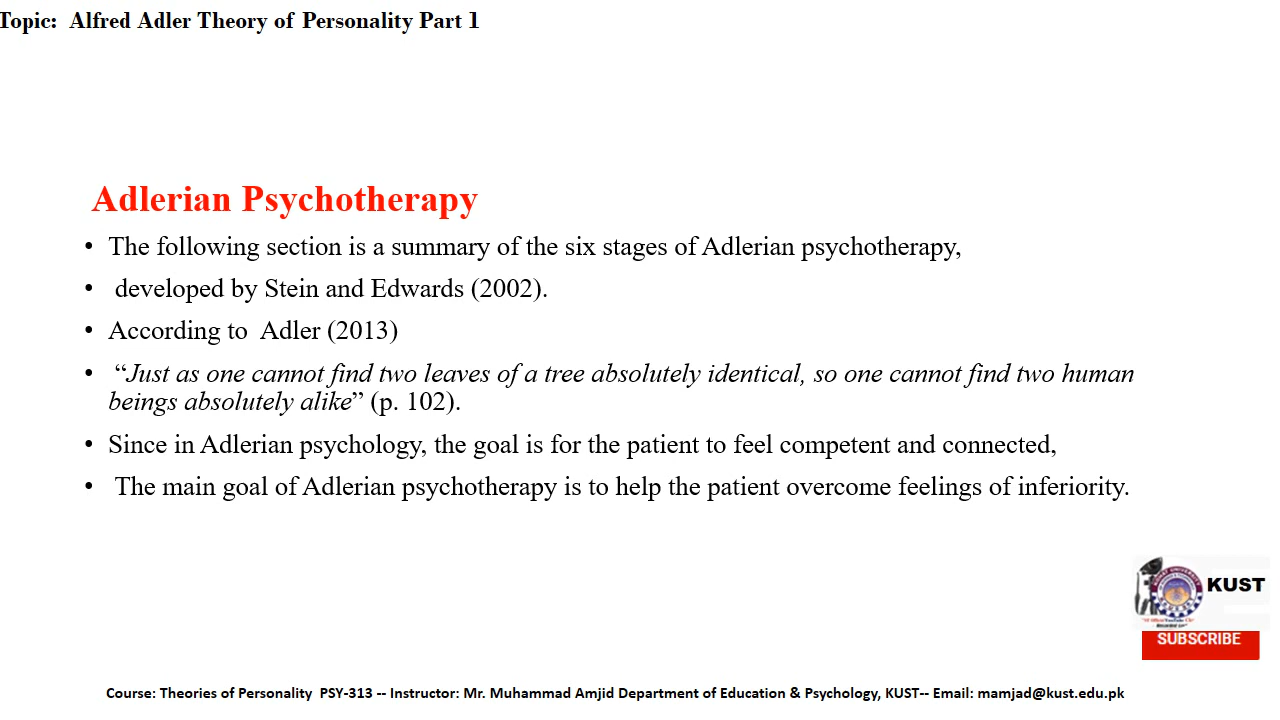 Topic:  Alfred Adler Theory of Personality Part 1
Adlerian Psychotherapy
• The following section is a summary of the six stages of Adlerian psychotherapy,
• developed by Stein and Edwards (2002).
• According to  Adler (2013)
• “Just as one cannot find two leaves of a tree absolutely identical, so one cannot find two human
beings absolutely alike” (p. 102).
• Since in Adlerian psychology, the goal is for the patient to feel competent and connected,
• The main goal of Adlerian psychotherapy is to help the patient overcome feelings of inferiority.
KUST
SUBSCRIBE
Course: Theories of Personality  PSY-313 -- Instructor: Mr. Muhammad Amjid Department of Education & Psychology, KUST-- Email: mamjad@kust.edu.pk